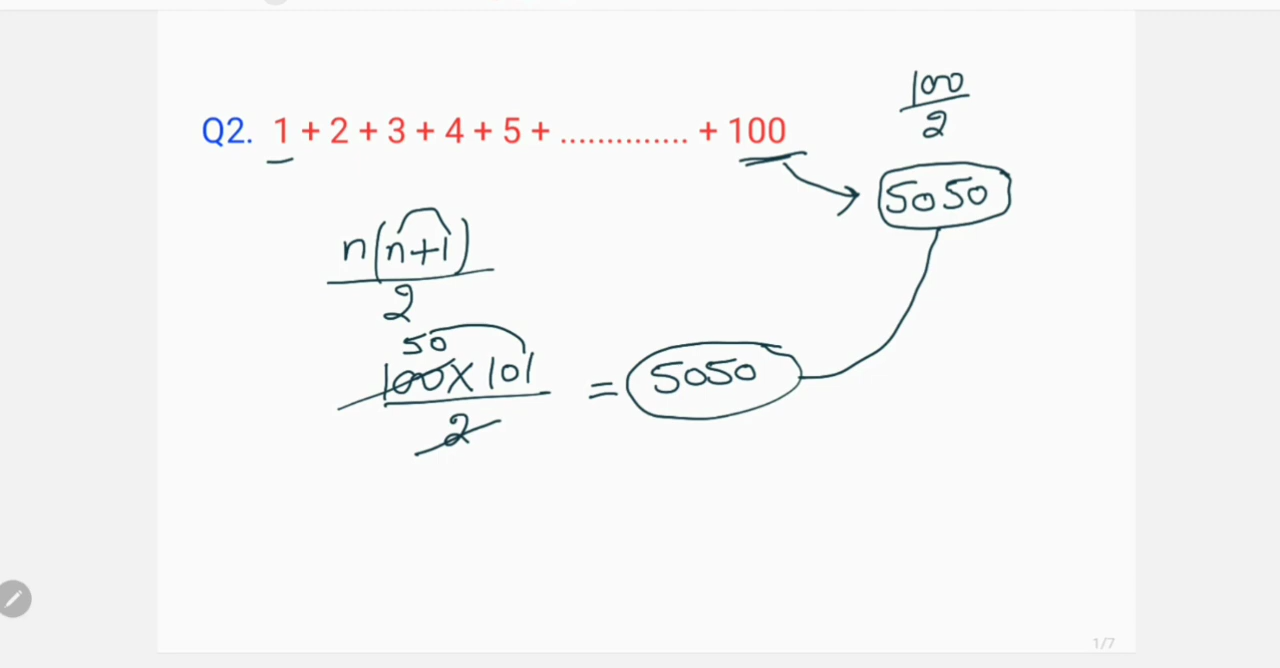 100
2
Q2. 1 + 2 + 3 + 4 + 5 + .............. + 100
5050
n(n+1)
2
50
100 X 101
2
= 5050
1/7